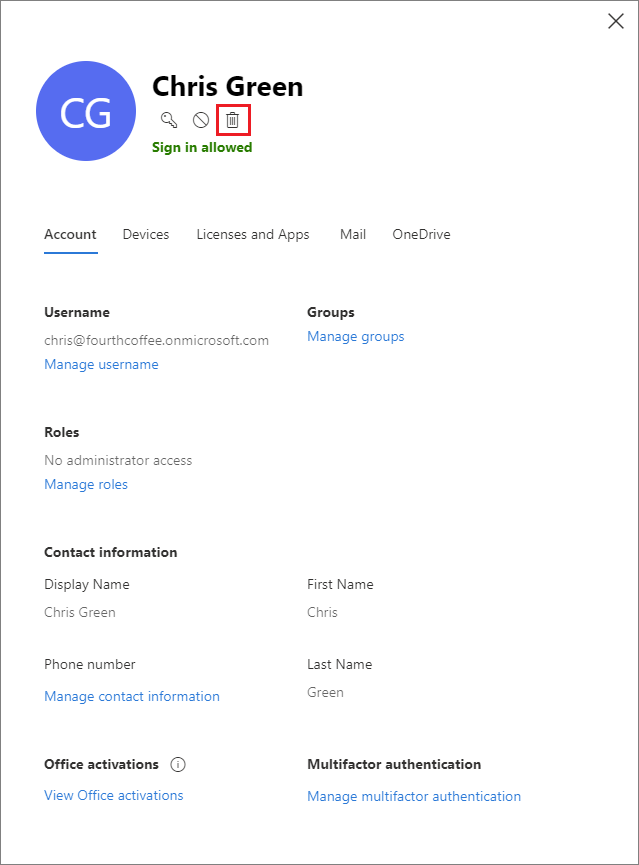 CG
Chris Green
Sign in allowed
Account Devices Licenses and Apps Mail OneDrive
Username
chris@fourthcoffee.onmicrosoft.com
Manage username
Groups
Manage groups
Roles
No administrator access
Manage roles
Contact information
Display Name
Chris Green
First Name
Chris
Phone number
Manage contact information
Last Name
Green
Office activations
View Office activations
Multifactor authentication
Manage multifactor authentication